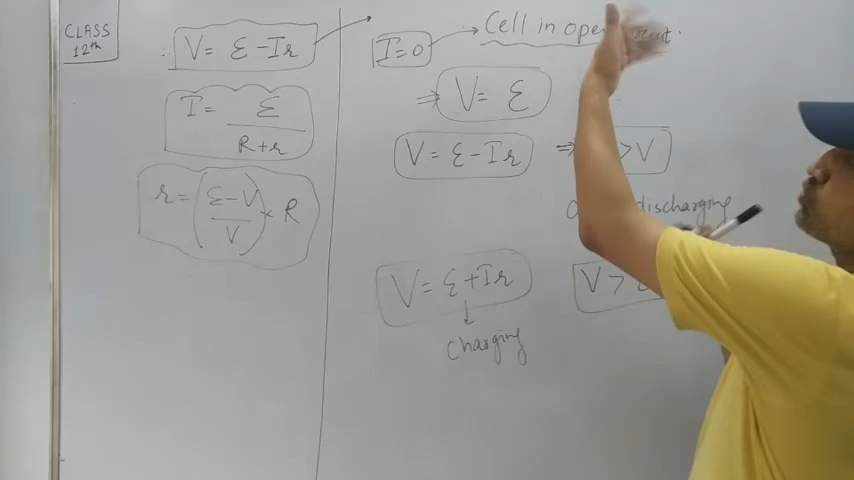 CLASS
12th
V = ε - Ir
I = ε / R+r
r = (ε - V / V) × R
I = 0 → Cell in open
⇒ V = ε
V = ε - Ir ⇒ > V
discharging
V = ε + Ir
V >
Charging